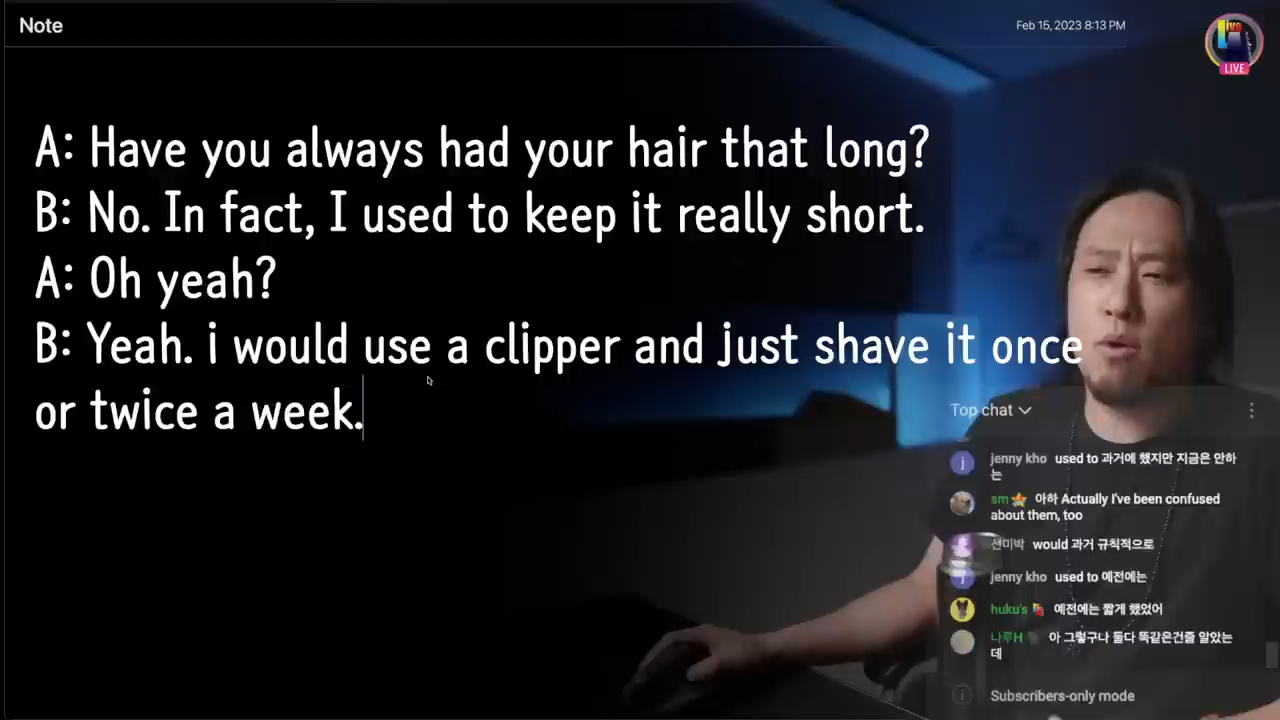 Note
Feb 15, 2023 8:13 PM
Live
LIVE
A: Have you always had your hair that long?
B: No. In fact, I used to keep it really short.
A: Oh yeah?
B: Yeah. i would use a clipper and just shave it once
or twice a week.
Top chat
j
jenny kho used to 과거에 했지만 지금은 안하
는
sm 아하 Actually I've been confused
about them, too
선미박 would 과거 규칙적으로
j
jenny kho used to 예전에는
huku's 예전에는 짧게 했었어
나루H 아 그렇구나 둘다 똑같은건줄 알았는
데
Subscribers-only mode